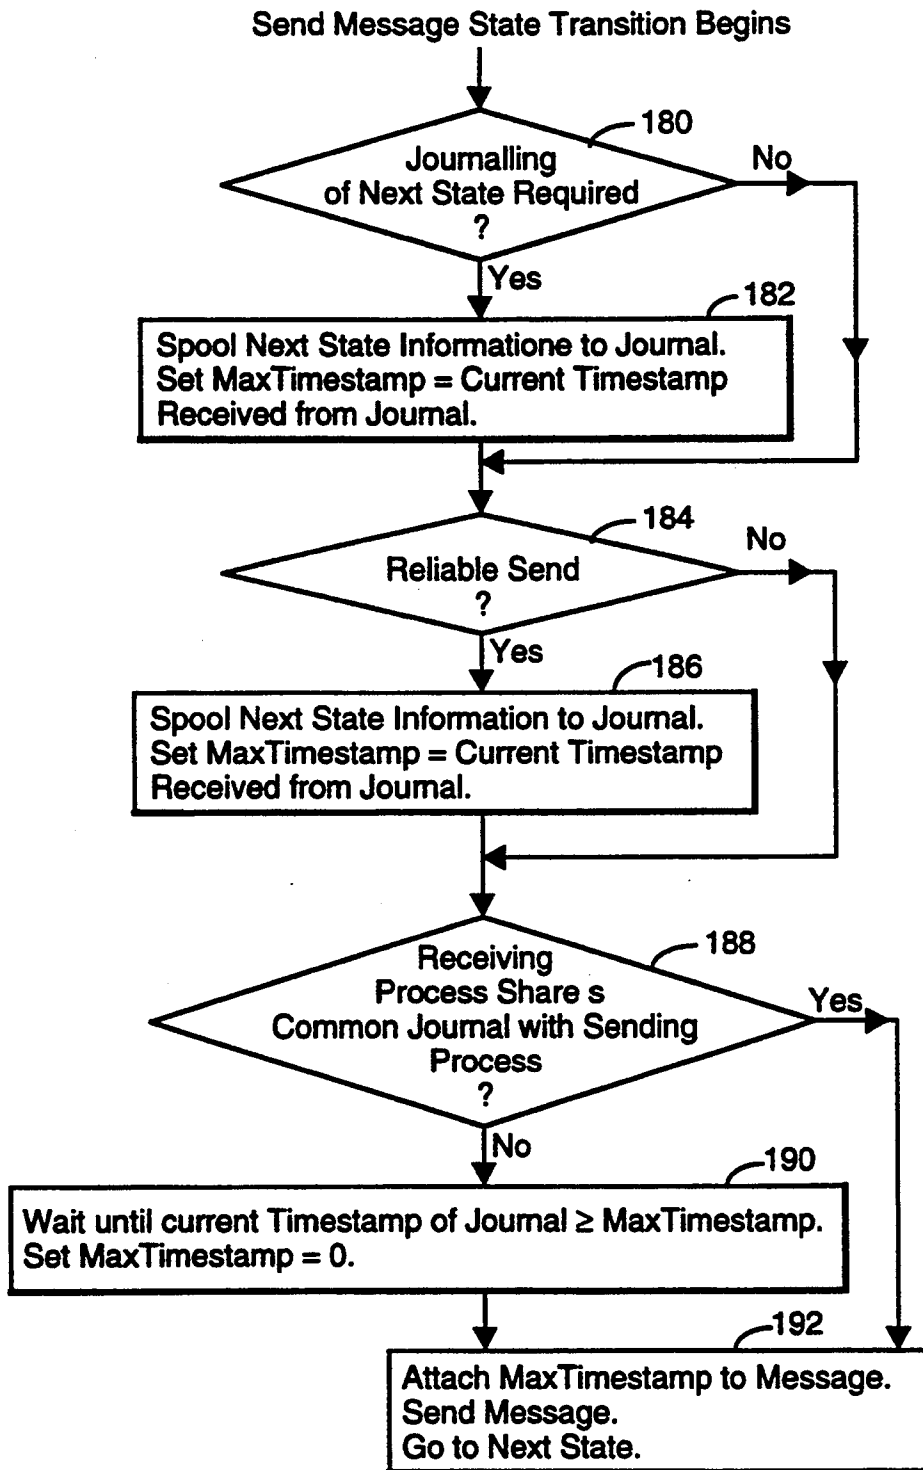 Send Message State Transition Begins
180
Journalling
of Next State Required
?
No
Yes
182
Spool Next State Informatione to Journal.
Set MaxTimestamp = Current Timestamp
Received from Journal.
184
No
Reliable Send
?
Yes
186
Spool Next State Information to Journal.
Set MaxTimestamp = Current Timestamp
Received from Journal.
188
Receiving
Process Share s
Common Journal with Sending
Process
?
Yes
No
190
Wait until current Timestamp of Journal ≥ MaxTimestamp.
Set MaxTimestamp = 0.
192
Attach MaxTimestamp to Message.
Send Message.
Go to Next State.